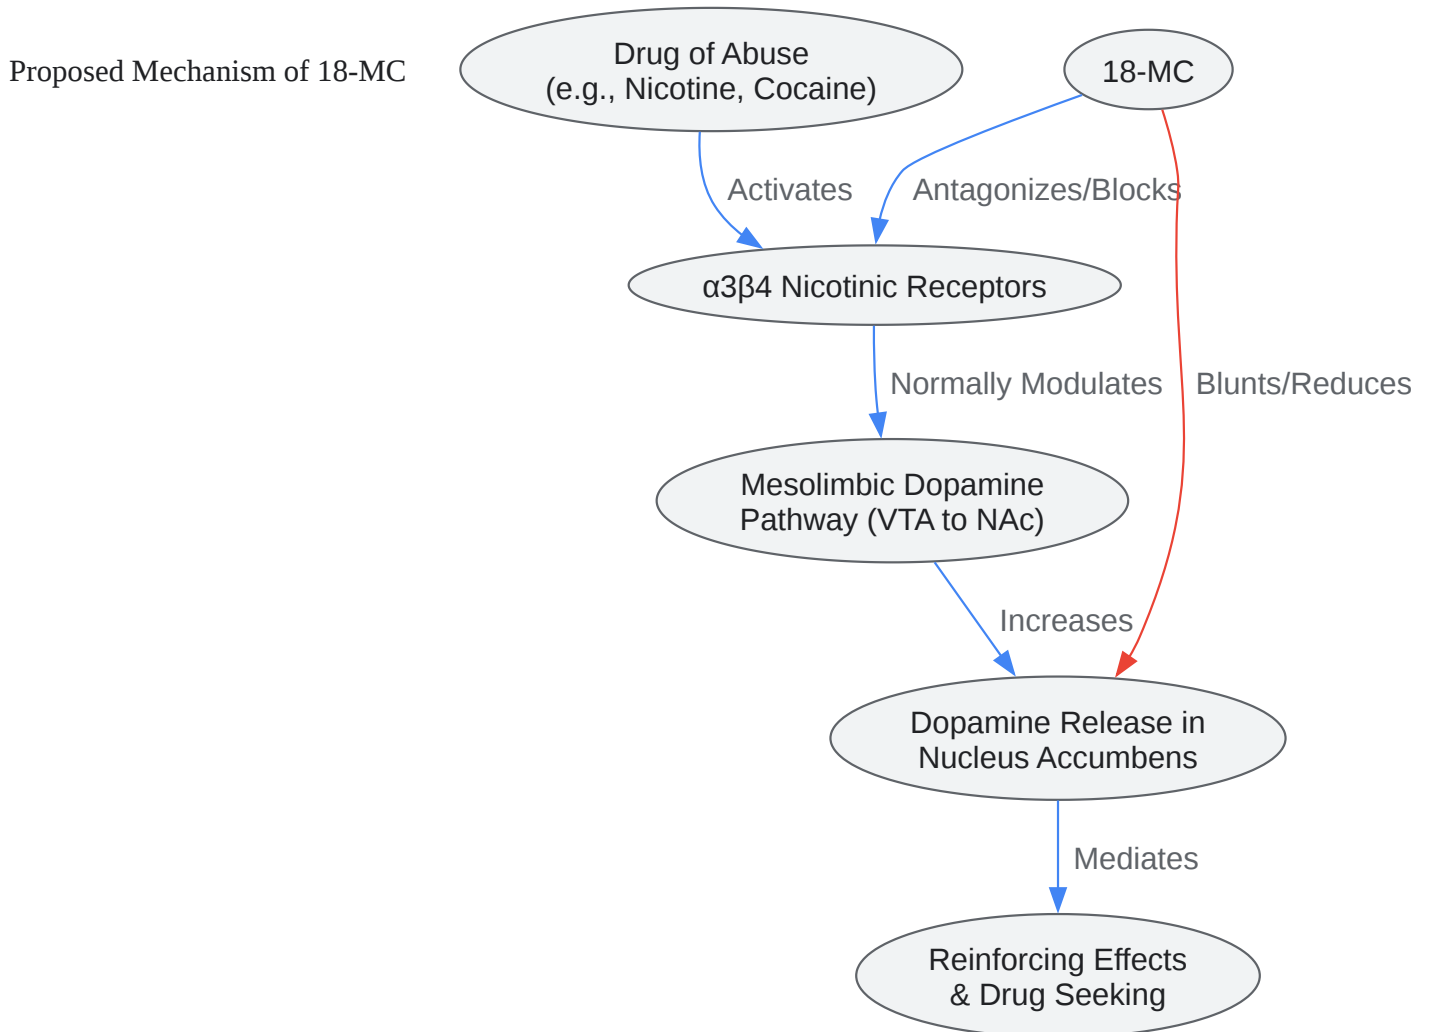 Proposed Mechanism of 18-MC
Drug of Abuse
(e.g., Nicotine, Cocaine)
18-MC
Activates
Antagonizes/Blocks
α3β4 Nicotinic Receptors
Normally Modulates
Blunts/Reduces
Mesolimbic Dopamine
Pathway (VTA to NAc)
Increases
Dopamine Release in
Nucleus Accumbens
Mediates
Reinforcing Effects
& Drug Seeking